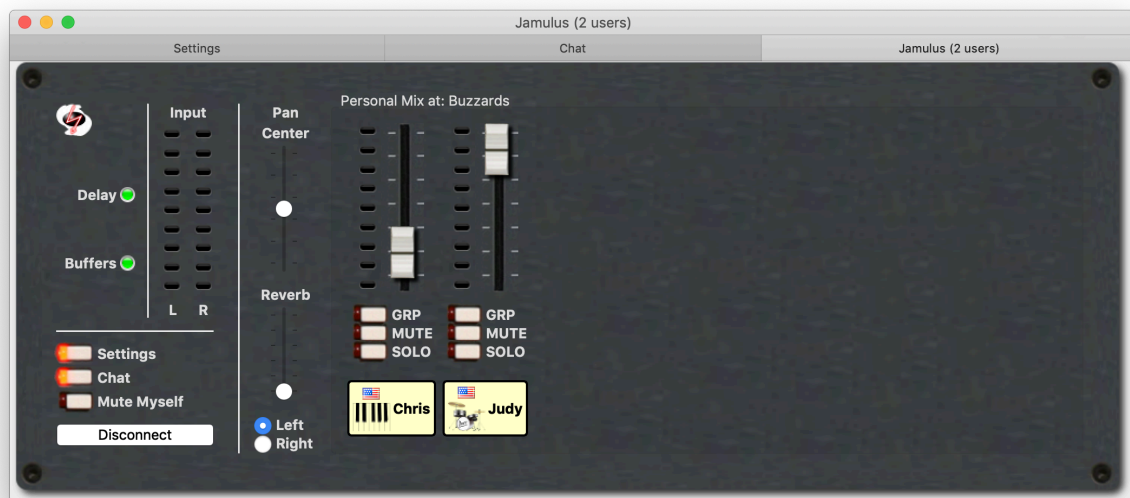 Jamulus (2 users)
Settings
Chat
Jamulus (2 users)
Personal Mix at: Buzzards
Input
Pan
Center
Delay
Buffers
L R
Reverb
Left
Right
Settings
Chat
Mute Myself
Disconnect
GRP
MUTE
SOLO
GRP
MUTE
SOLO
Chris
Judy